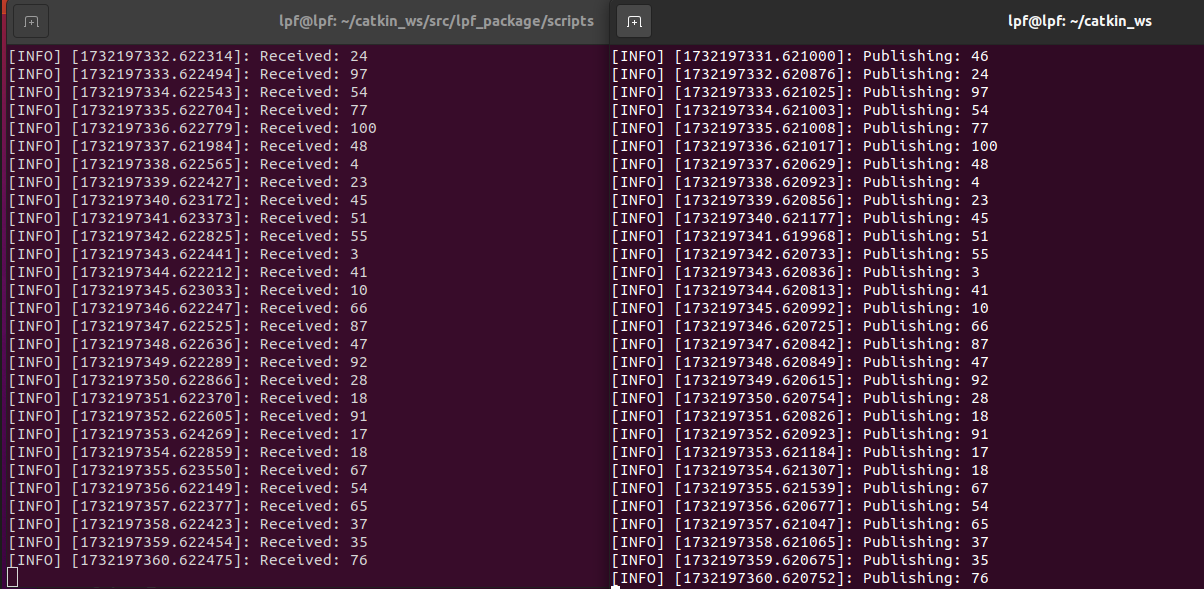 lpf@lpf: ~/catkin_ws/src/lpf_package/scripts
[INFO] [1732197332.622314]: Received: 24
[INFO] [1732197333.622494]: Received: 97
[INFO] [1732197334.622543]: Received: 54
[INFO] [1732197335.622704]: Received: 77
[INFO] [1732197336.622779]: Received: 100
[INFO] [1732197337.621984]: Received: 48
[INFO] [1732197338.622565]: Received: 4
[INFO] [1732197339.622427]: Received: 23
[INFO] [1732197340.623172]: Received: 45
[INFO] [1732197341.623373]: Received: 51
[INFO] [1732197342.622825]: Received: 55
[INFO] [1732197343.622441]: Received: 3
[INFO] [1732197344.622212]: Received: 41
[INFO] [1732197345.623033]: Received: 10
[INFO] [1732197346.622247]: Received: 66
[INFO] [1732197347.622525]: Received: 87
[INFO] [1732197348.622636]: Received: 47
[INFO] [1732197349.622289]: Received: 92
[INFO] [1732197350.622866]: Received: 28
[INFO] [1732197351.622370]: Received: 18
[INFO] [1732197352.622605]: Received: 91
[INFO] [1732197353.624269]: Received: 17
[INFO] [1732197354.622859]: Received: 18
[INFO] [1732197355.623550]: Received: 67
[INFO] [1732197356.622149]: Received: 54
[INFO] [1732197357.622377]: Received: 65
[INFO] [1732197358.622423]: Received: 37
[INFO] [1732197359.622454]: Received: 35
[INFO] [1732197360.622475]: Received: 76
lpf@lpf: ~/catkin_ws
[INFO] [1732197331.621000]: Publishing: 46
[INFO] [1732197332.620876]: Publishing: 24
[INFO] [1732197333.621025]: Publishing: 97
[INFO] [1732197334.621003]: Publishing: 54
[INFO] [1732197335.621008]: Publishing: 77
[INFO] [1732197336.621017]: Publishing: 100
[INFO] [1732197337.620629]: Publishing: 48
[INFO] [1732197338.620923]: Publishing: 4
[INFO] [1732197339.620856]: Publishing: 23
[INFO] [1732197340.621177]: Publishing: 45
[INFO] [1732197341.619968]: Publishing: 51
[INFO] [1732197342.620733]: Publishing: 55
[INFO] [1732197343.620836]: Publishing: 3
[INFO] [1732197344.620813]: Publishing: 41
[INFO] [1732197345.620992]: Publishing: 10
[INFO] [1732197346.620725]: Publishing: 66
[INFO] [1732197347.620842]: Publishing: 87
[INFO] [1732197348.620849]: Publishing: 47
[INFO] [1732197349.620615]: Publishing: 92
[INFO] [1732197350.620754]: Publishing: 28
[INFO] [1732197351.620826]: Publishing: 18
[INFO] [1732197352.620923]: Publishing: 91
[INFO] [1732197353.621184]: Publishing: 17
[INFO] [1732197354.621307]: Publishing: 18
[INFO] [1732197355.621539]: Publishing: 67
[INFO] [1732197356.620677]: Publishing: 54
[INFO] [1732197357.621047]: Publishing: 65
[INFO] [1732197358.621065]: Publishing: 37
[INFO] [1732197359.620675]: Publishing: 35
[INFO] [1732197360.620752]: Publishing: 76